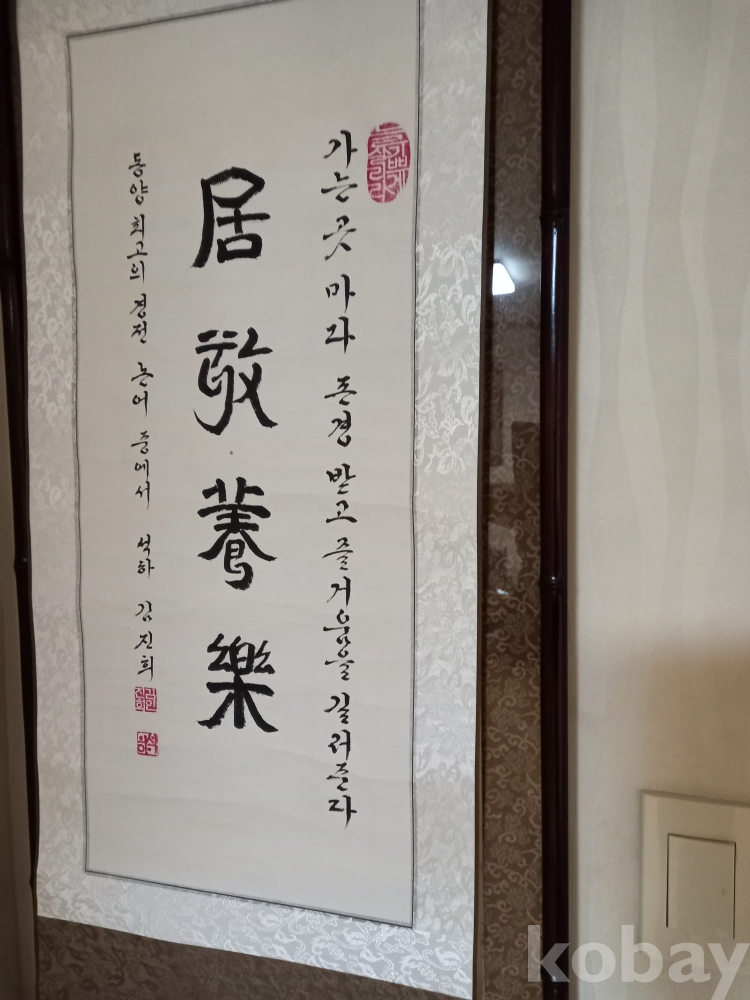 가는 곳 마다 존경 받고 즐거움을 길러준다
居敬養樂
동양 최고의 경전 논어 중에서 석하 김진희
kobay